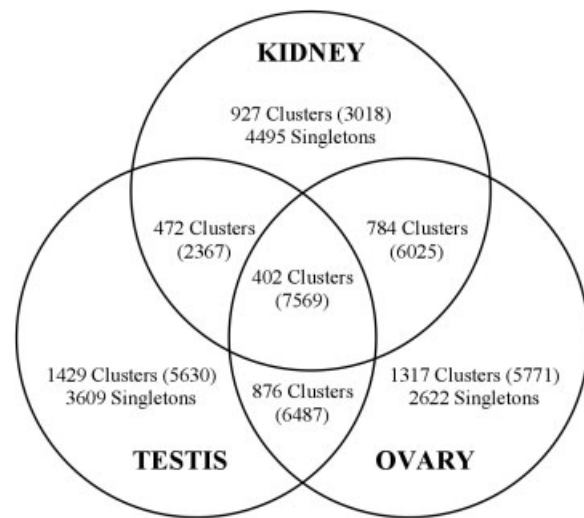 KIDNEY
927 Clusters (3018)
4495 Singletons
472 Clusters
(2367)
784 Clusters
(6025)
402 Clusters
(7569)
1429 Clusters (5630)
3609 Singletons
876 Clusters
(6487)
1317 Clusters (5771)
2622 Singletons
TESTIS
OVARY